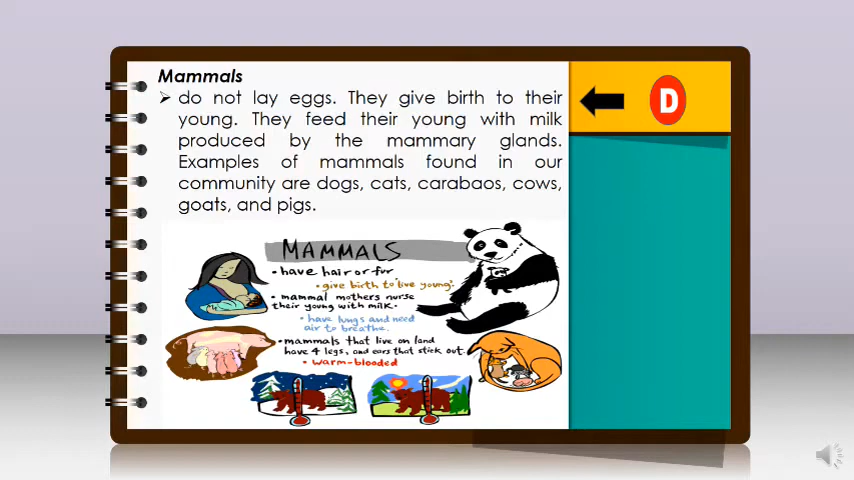 Mammals
➢ do not lay eggs. They give birth to their
young. They feed their young with milk
produced by the mammary glands.
Examples of mammals found in our
community are dogs, cats, carabaos, cows,
goats, and pigs.
D
MAMMALS
• have hair or fur
• give birth to live young.
• mammal mothers nurse
their young with milk.
• have lungs and need
air to breathe.
• mammals that live on land
have 4 legs, and ears that stick out.
• warm-blooded